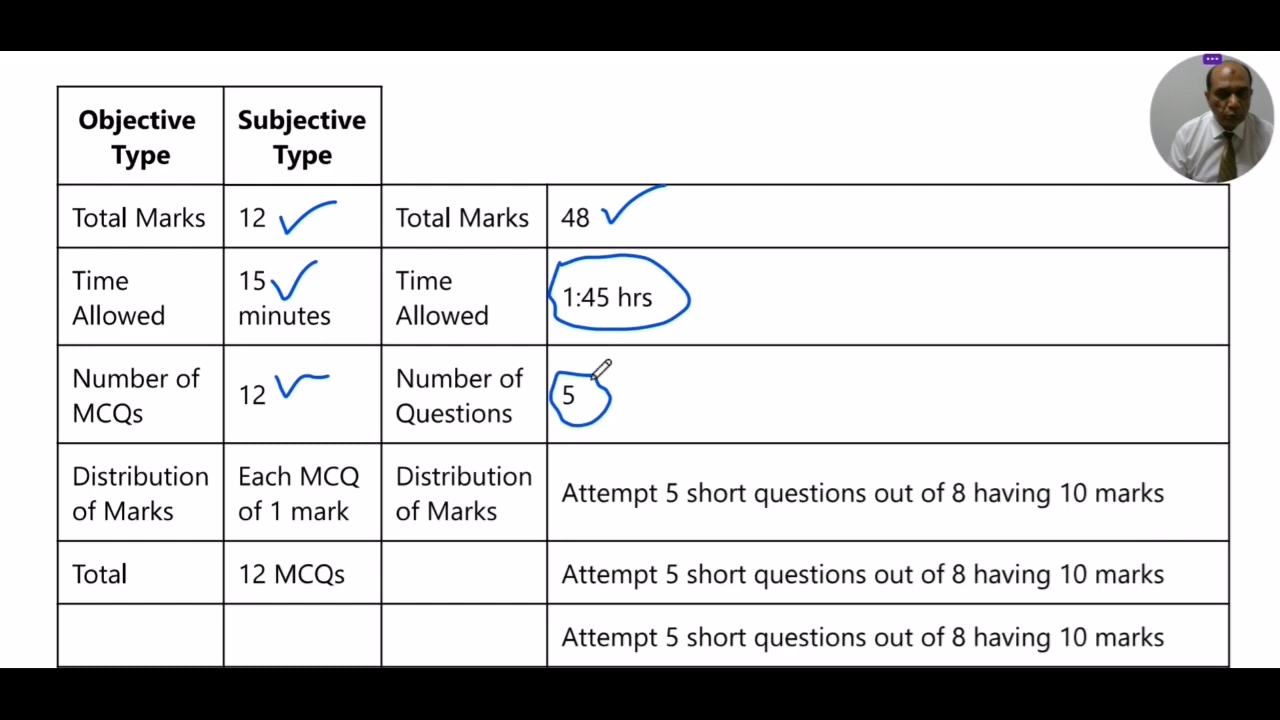 Objective Type Subjective Type
Total Marks 12 Total Marks 48
Time Allowed 15 minutes Time Allowed 1:45 hrs
Number of MCQs 12 Number of Questions 5
Distribution of Marks Each MCQ of 1 mark Distribution of Marks Attempt 5 short questions out of 8 having 10 marks
Total 12 MCQs Attempt 5 short questions out of 8 having 10 marks
Attempt 5 short questions out of 8 having 10 marks